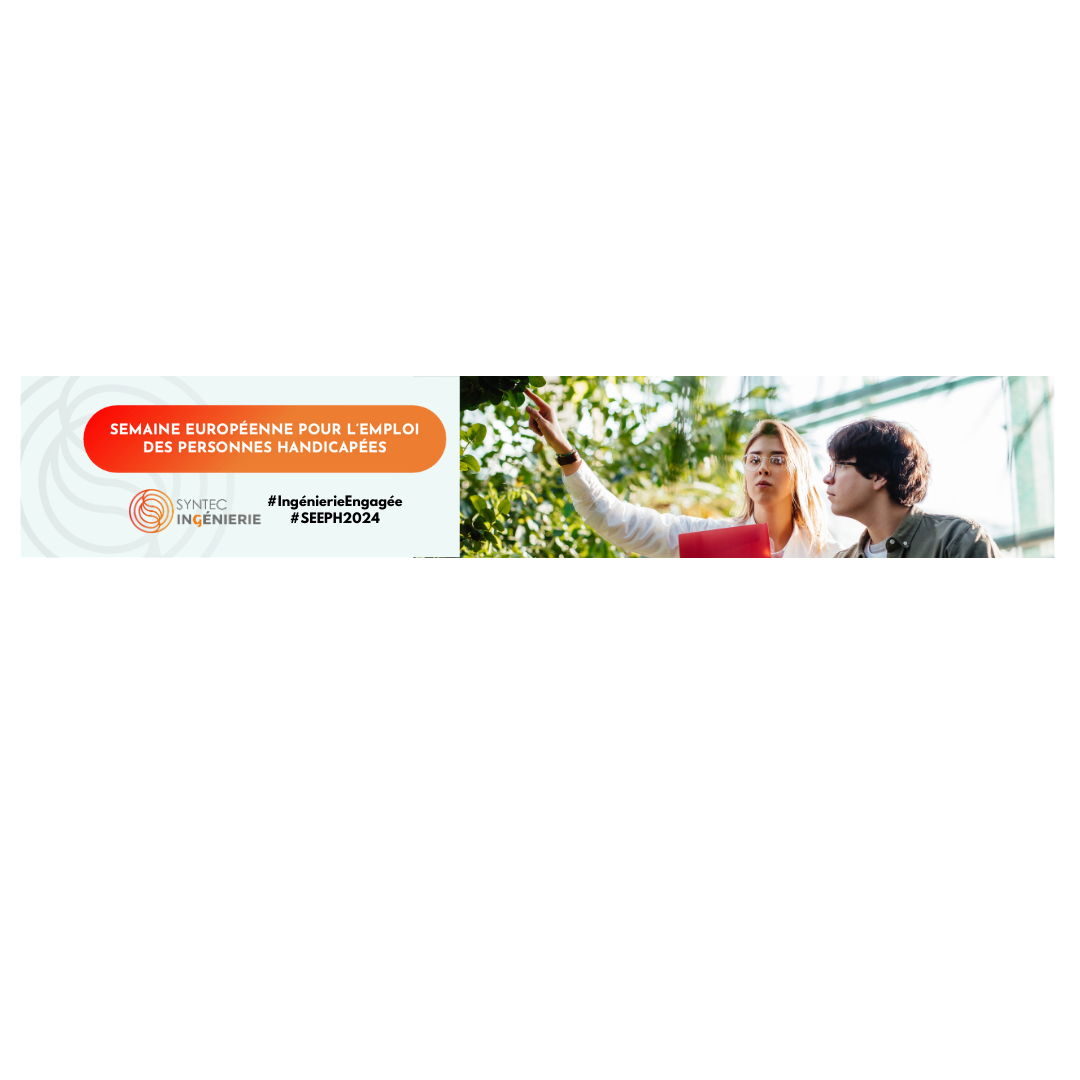 SEMAINE EUROPÉENNE POUR L'EMPLOI
DES PERSONNES HANDICAPÉES
SYNTEC
INGÉNIERIE
#IngénierieEngagée
#SEEPH2024